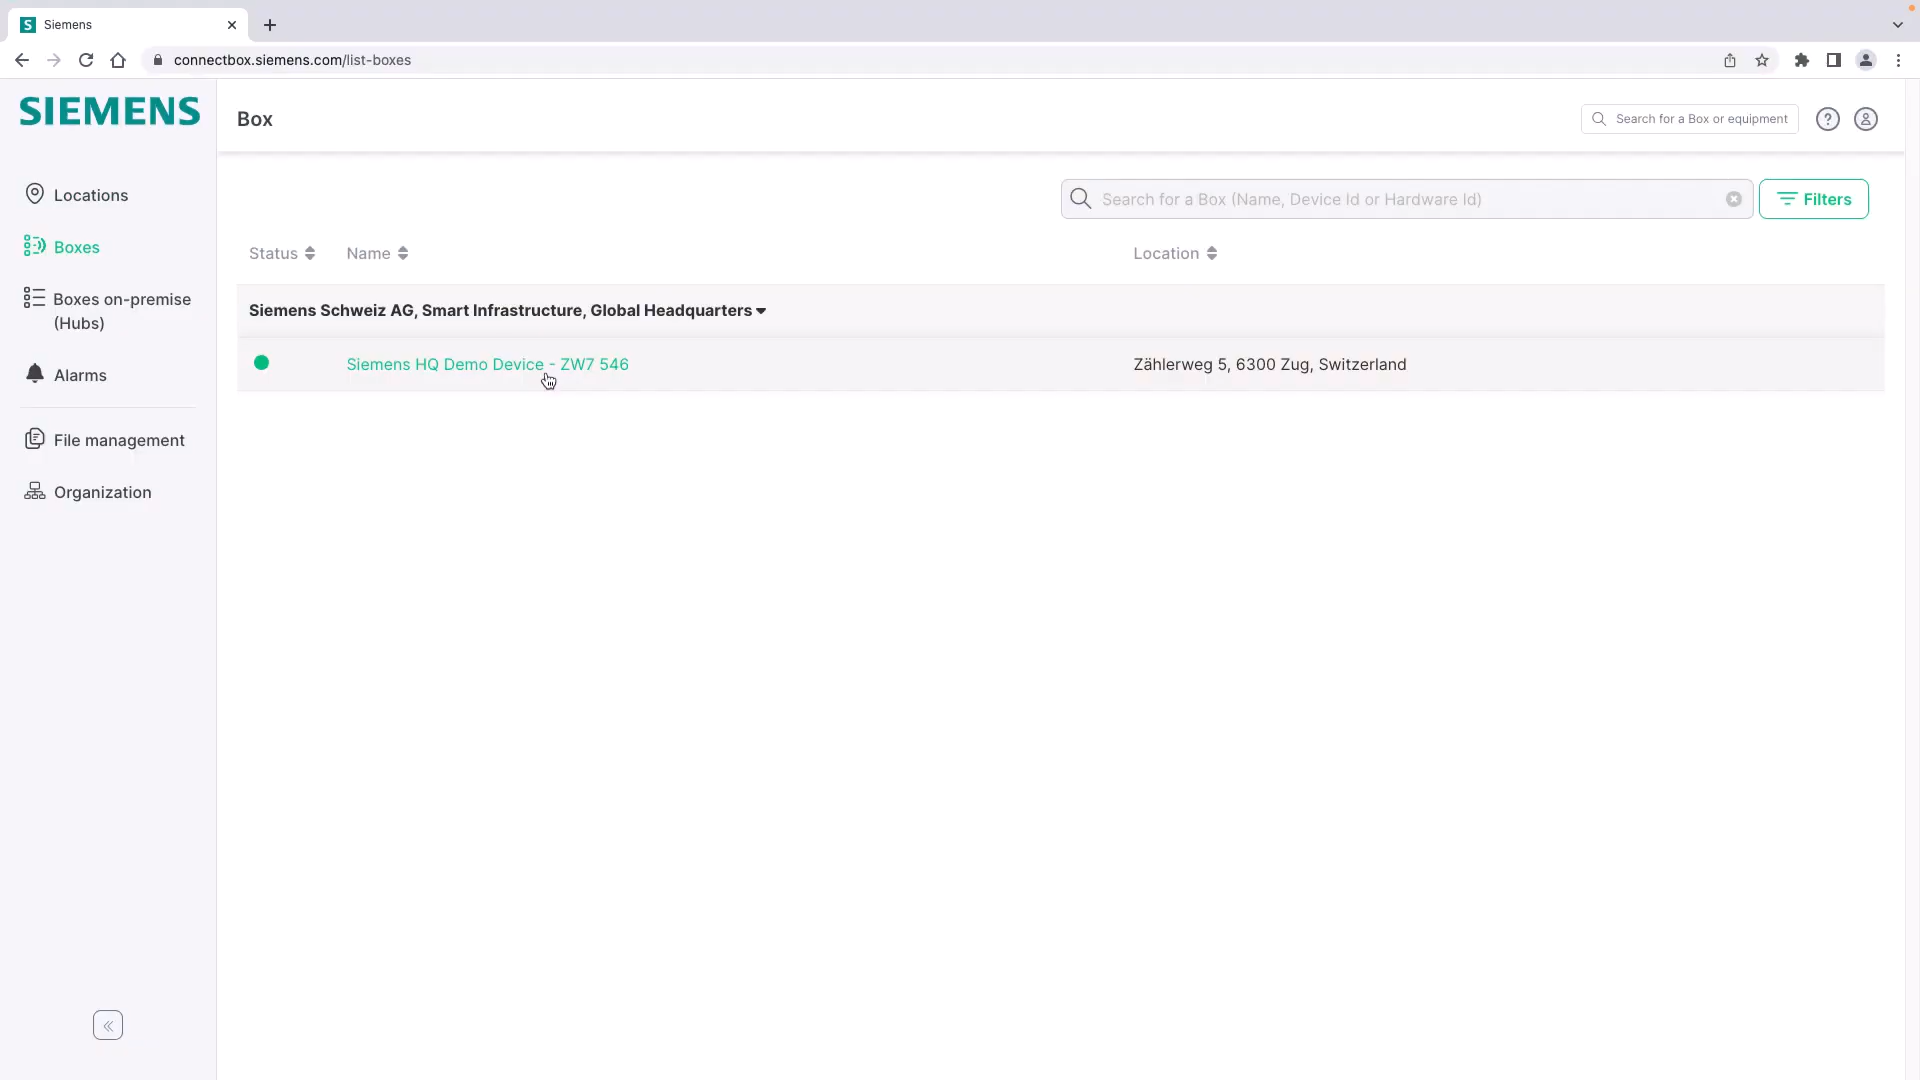 S Siemens
connectbox.siemens.com/list-boxes
SIEMENS
Box
Search for a Box or equipment
?
Locations
Boxes
Boxes on-premise
(Hubs)
Alarms
File management
Organization
Search for a Box (Name, Device Id or Hardware Id)
Filters
Status
Name
Location
Siemens Schweiz AG, Smart Infrastructure, Global Headquarters
Siemens HQ Demo Device - ZW7 546
Zählerweg 5, 6300 Zug, Switzerland